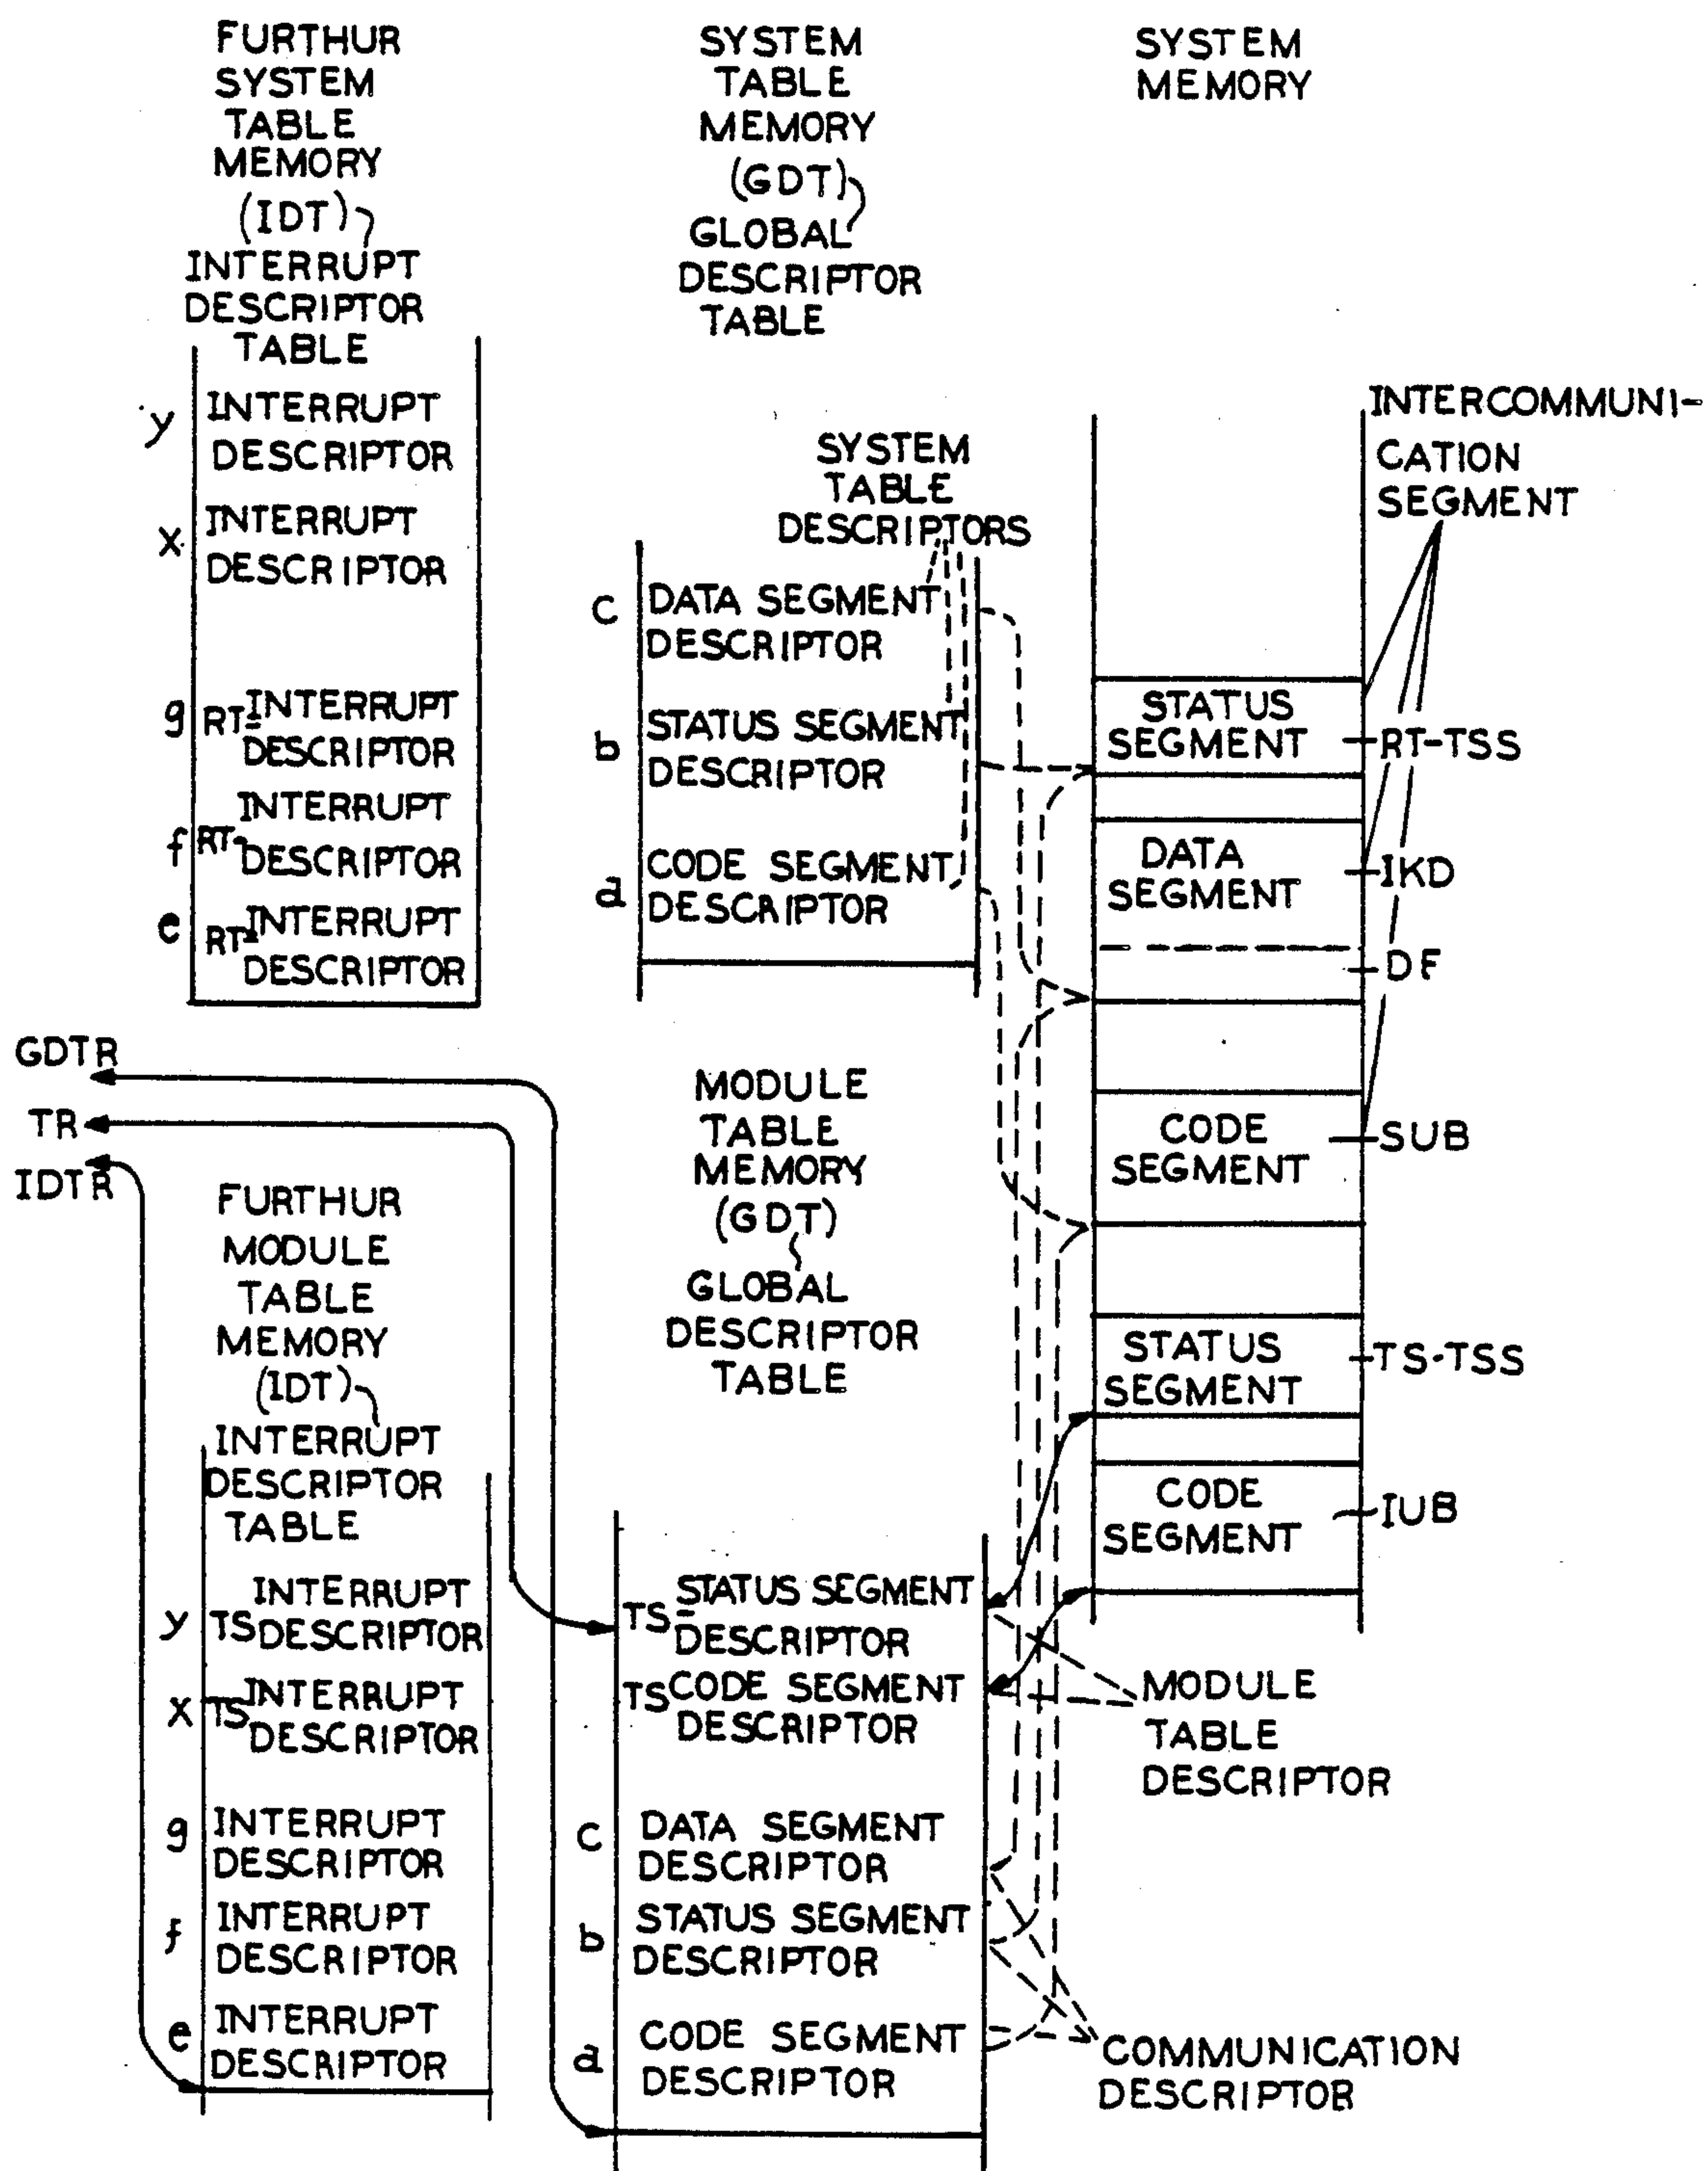 FURTHUR
SYSTEM
TABLE
MEMORY
(IDT)
INTERRUPT
DESCRIPTOR
TABLE
y
INTERRUPT
DESCRIPTOR
x
INTERRUPT
DESCRIPTOR
g
RT-INTERRUPT
DESCRIPTOR
f
RT-INTERRUPT
DESCRIPTOR
e
RT-INTERRUPT
DESCRIPTOR
SYSTEM
TABLE
MEMORY
(GDT)
GLOBAL
DESCRIPTOR
TABLE
SYSTEM
TABLE
DESCRIPTORS
c
DATA SEGMENT
DESCRIPTOR
b
STATUS SEGMENT
DESCRIPTOR
d
CODE SEGMENT
DESCRIPTOR
SYSTEM
MEMORY
INTERCOMMUNI-
CATION
SEGMENT
STATUS
SEGMENT
RT-TSS
DATA
SEGMENT
IKD
DF
CODE
SEGMENT
SUB
STATUS
SEGMENT
TS-TSS
CODE
SEGMENT
IUB
GDTR
TR
IDTR
FURTHUR
MODULE
TABLE
MEMORY
(IDT)
INTERRUPT
DESCRIPTOR
TABLE
y
TS INTERRUPT
DESCRIPTOR
x
TS INTERRUPT
DESCRIPTOR
g
INTERRUPT
DESCRIPTOR
f
INTERRUPT
DESCRIPTOR
e
INTERRUPT
DESCRIPTOR
MODULE
TABLE
MEMORY
(GDT)
GLOBAL
DESCRIPTOR
TABLE
TS-STATUS SEGMENT
DESCRIPTOR
TS CODE SEGMENT
DESCRIPTOR
c
DATA SEGMENT
DESCRIPTOR
b
STATUS SEGMENT
DESCRIPTOR
d
CODE SEGMENT
DESCRIPTOR
MODULE
TABLE
DESCRIPTOR
COMMUNICATION
DESCRIPTOR